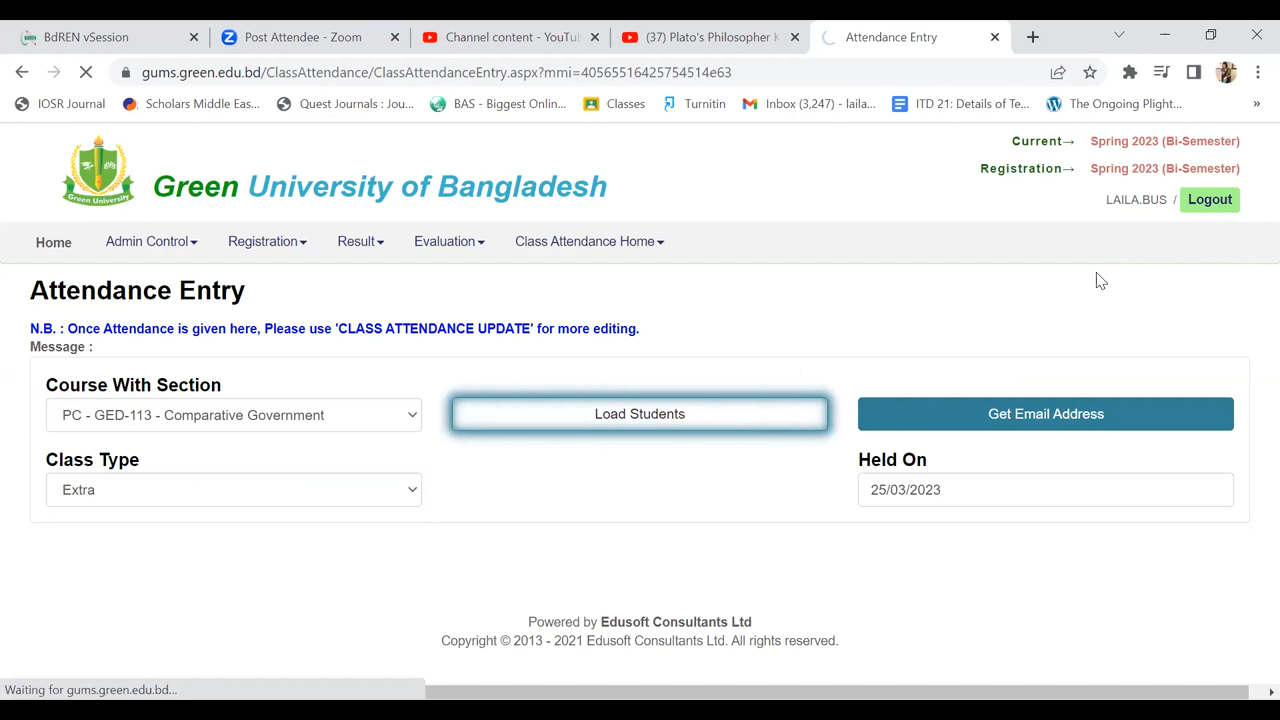 BdREN vSession
Post Attendee - Zoom
Channel content - YouTu
(37) Plato's Philosopher K
Attendance Entry
gums.green.edu.bd/ClassAttendance/ClassAttendanceEntry.aspx?mmi=40565516425754514e63
IOSR Journal
Scholars Middle Eas...
Quest Journals : Jou...
BAS - Biggest Onlin...
Classes
Turnitin
Inbox (3,247) - laila...
ITD 21: Details of Te...
The Ongoing Plight...
»
Current→ Spring 2023 (Bi-Semester)
Registration→ Spring 2023 (Bi-Semester)
Green University of Bangladesh
LAILA.BUS / Logout
Home
Admin Control
Registration
Result
Evaluation
Class Attendance Home
Attendance Entry
N.B. : Once Attendance is given here, Please use 'CLASS ATTENDANCE UPDATE' for more editing.
Message :
Course With Section
PC - GED-113 - Comparative Government
Load Students
Get Email Address
Class Type
Held On
Extra
25/03/2023
Powered by Edusoft Consultants Ltd
Copyright © 2013 - 2021 Edusoft Consultants Ltd. All rights reserved.
Waiting for gums.green.edu.bd...